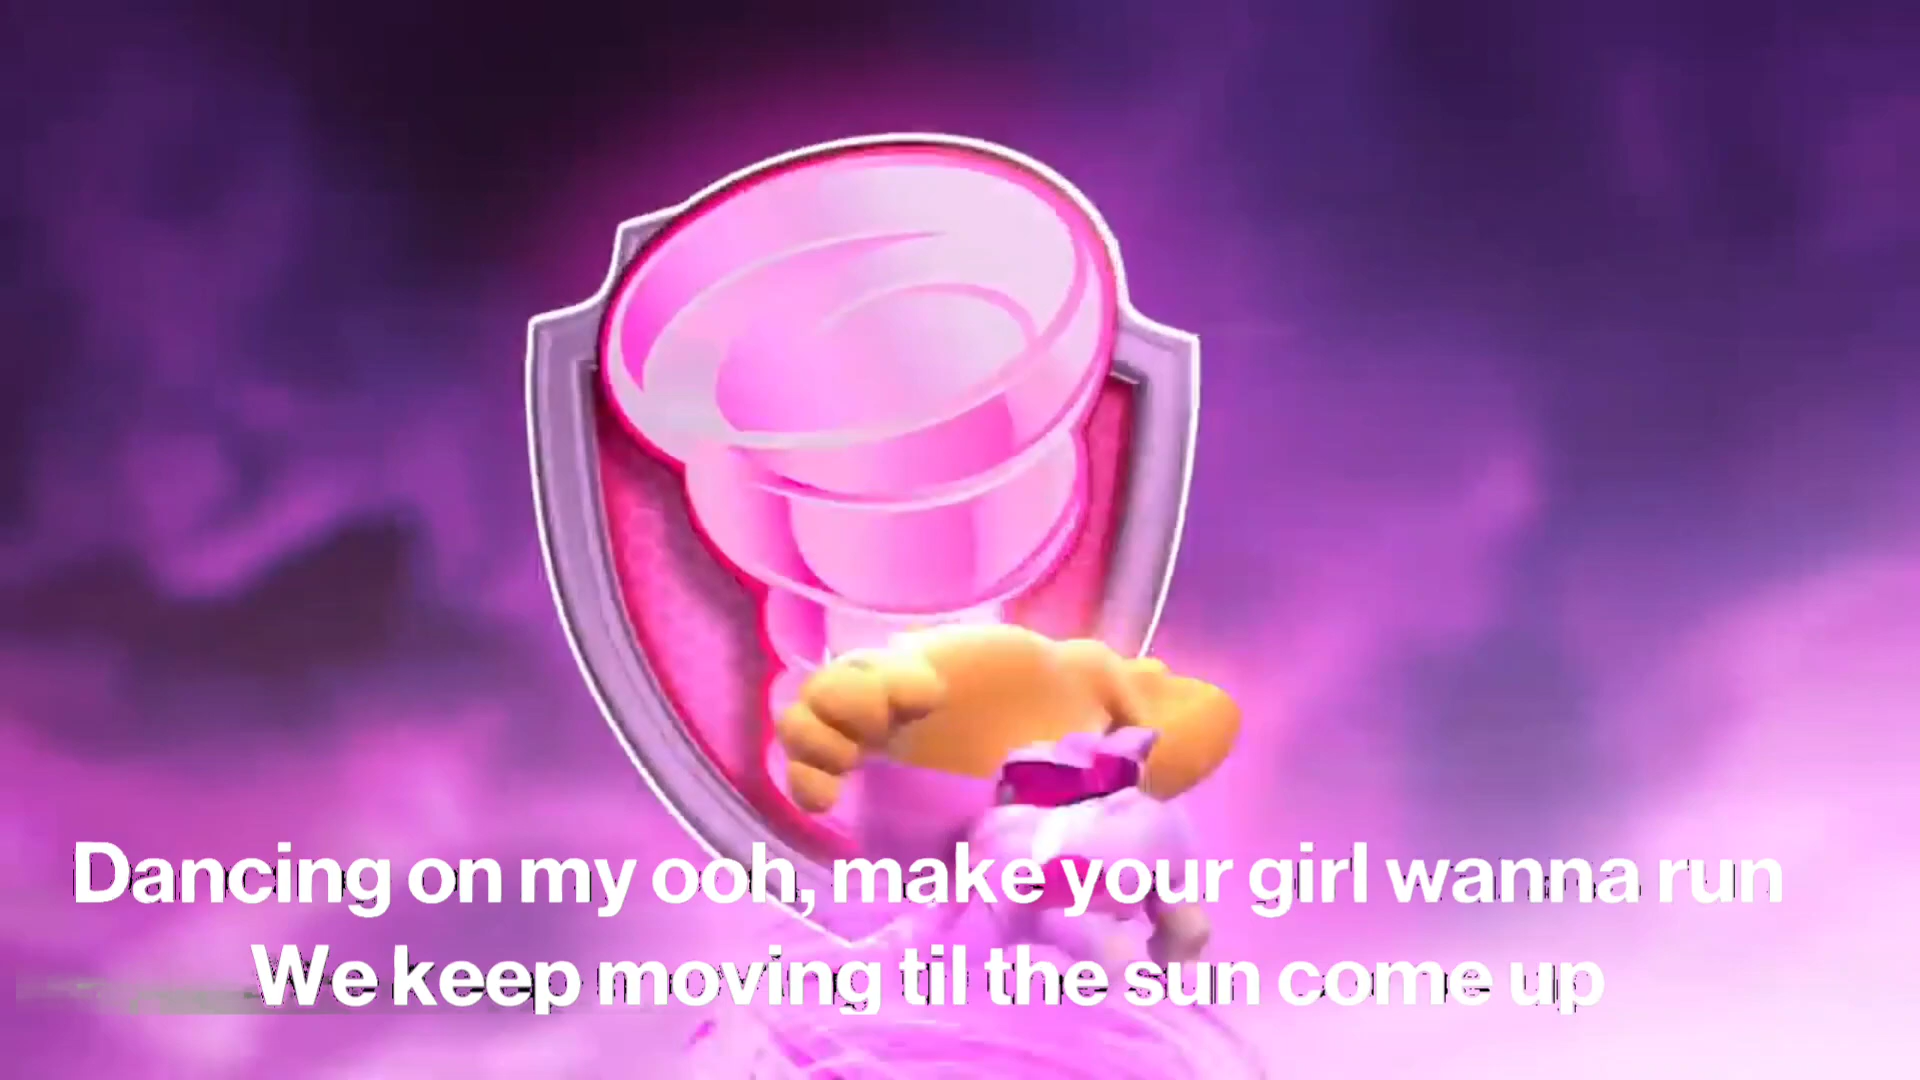 Dancing on my ooh, make your girl wanna run
We keep moving til the sun come up